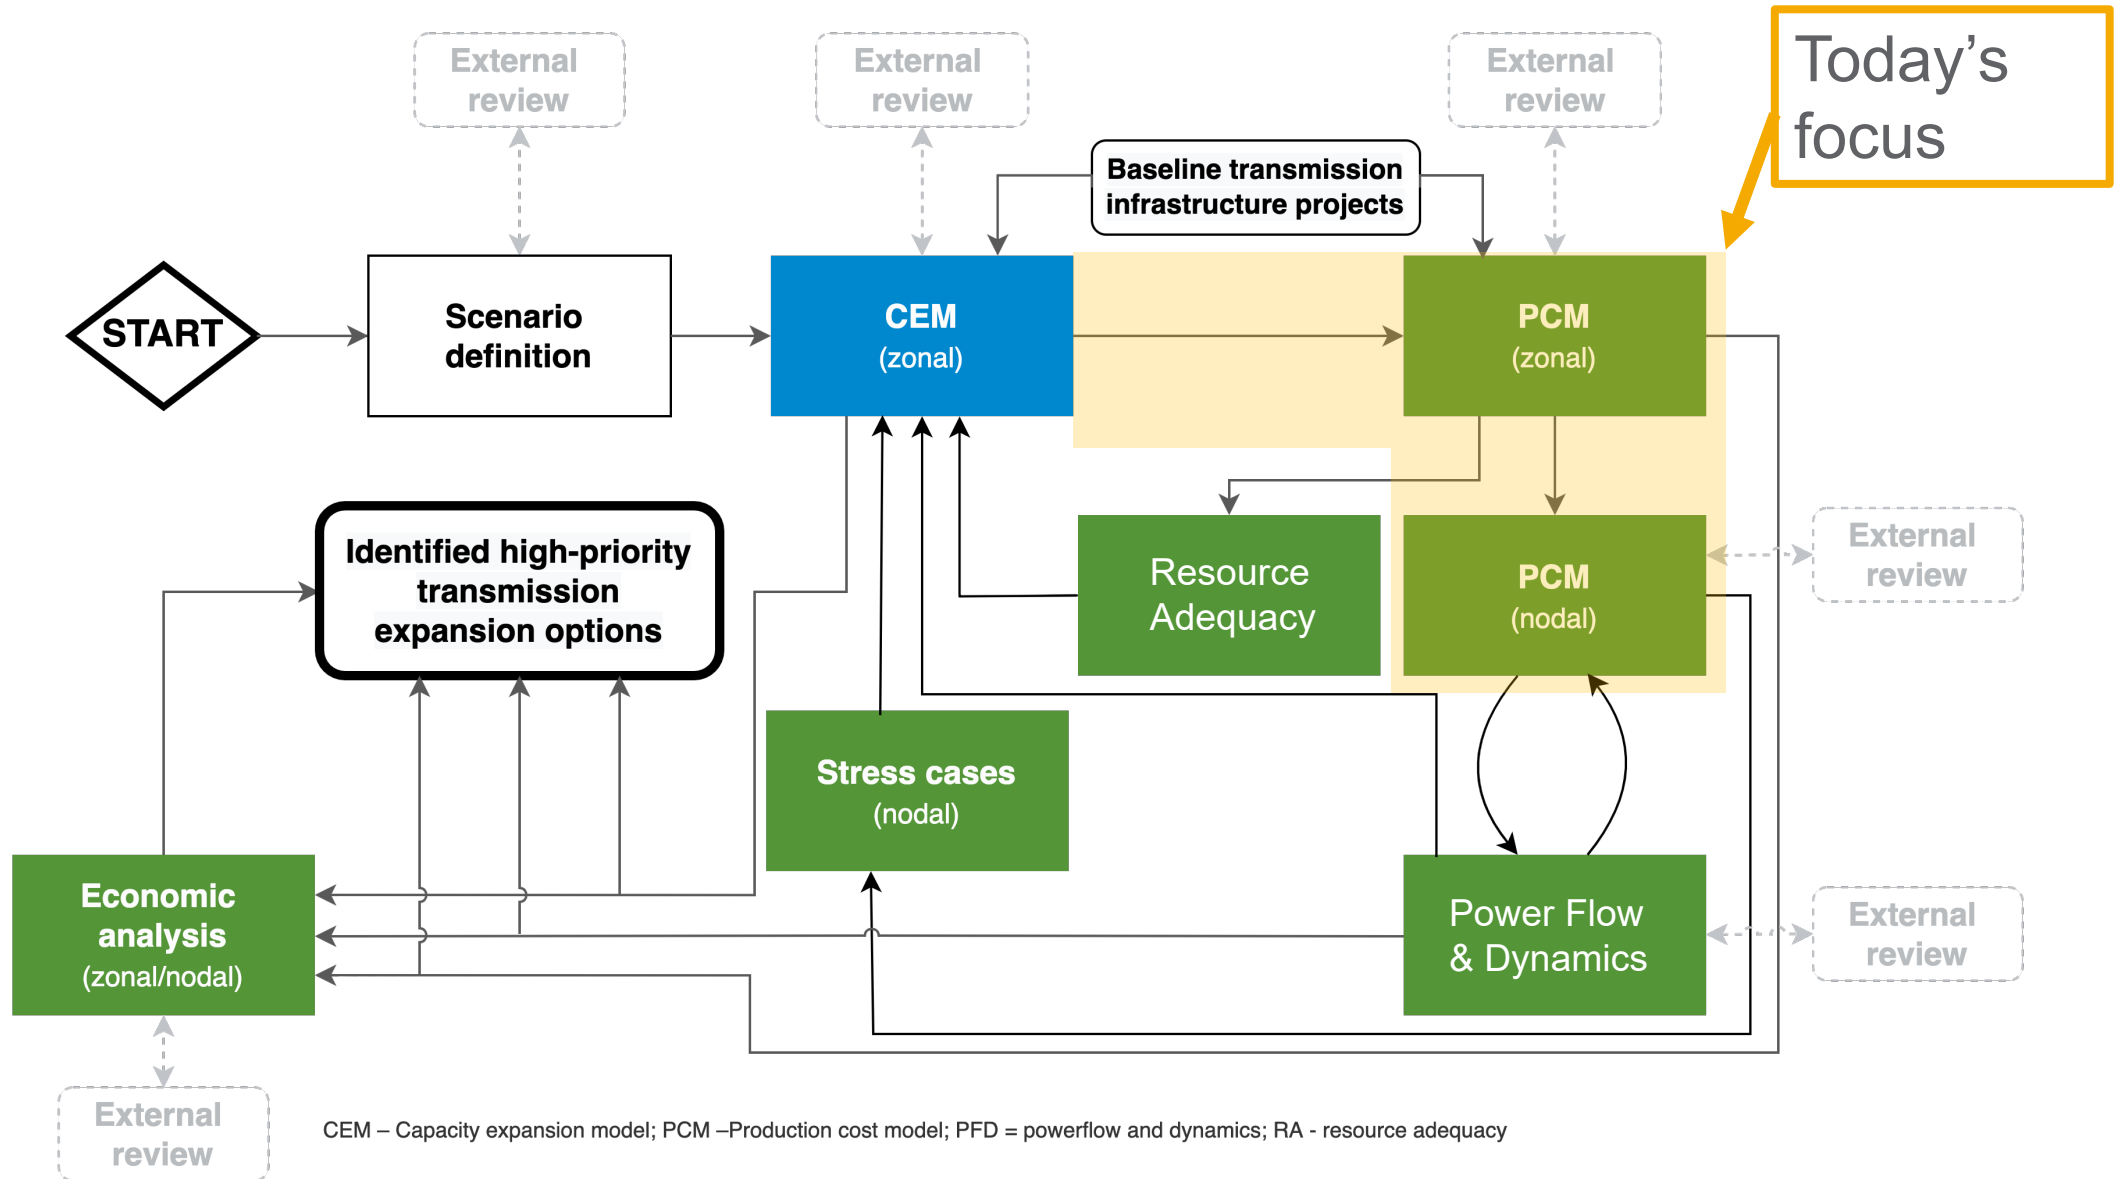 External
review
External
review
External
review
Today's
focus
Baseline transmission
infrastructure projects
START
Scenario
definition
CEM
(zonal)
PCM
(zonal)
Identified high-priority
transmission
expansion options
Resource
Adequacy
PCM
(nodal)
External
review
Stress cases
(nodal)
Economic
analysis
(zonal/nodal)
Power Flow
& Dynamics
External
review
External
review
CEM – Capacity expansion model; PCM –Production cost model; PFD = powerflow and dynamics; RA - resource adequacy